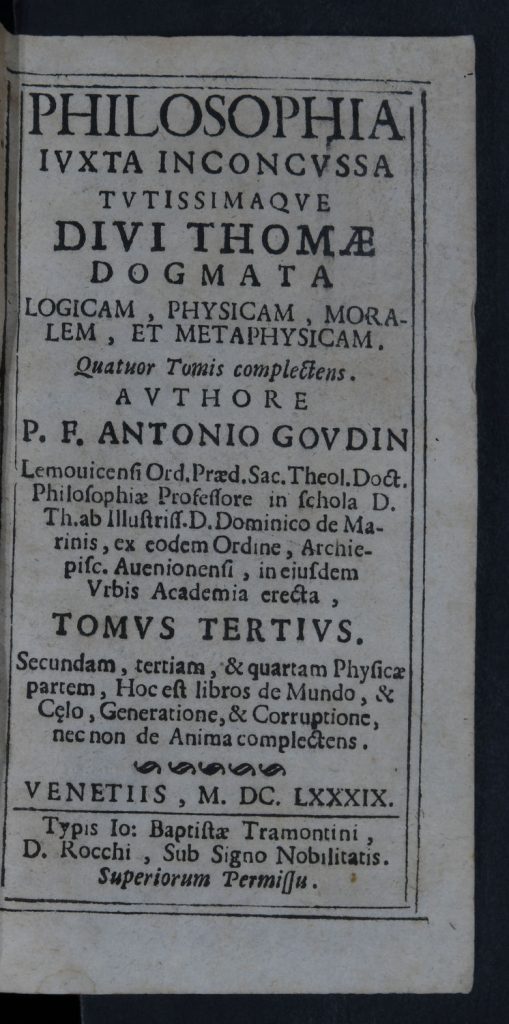 PHILOSOPHIA
IVXTA INCONCVSSA
TVTISSIMAQVE
DIVI THOMÆ
DOGMATA
LOGICAM , PHYSICAM , MORA-
LEM , ET METAPHYSICAM .
Quatuor Tomis complectens .
AVTHORE
P. F. ANTONIO GOVDIN
Lemouicenſi Ord. Præd. Sac. Theol. Doct.
Philoſophiæ Profeſſore in ſchola D.
Th. ab Illuſtriſſ. D. Dominico de Ma-
rinis , ex eodem Ordine , Archie-
piſc. Auenionenſi , in eiuſdem
Vrbis Academia erecta ,
TOMVS TERTIVS.
Secundam , tertiam , & quartam Phyſicæ
partem , Hoc eſt libros de Mundo , &
Cęlo , Generatione, & Corruptione,
nec non de Anima complectens .
VENETIIS , M. DC. LXXXIX.
Typis Io: Baptiſtæ Tramontini ,
D. Rocchi , Sub Signo Nobilitatis.
Superiorum Permiſſu .